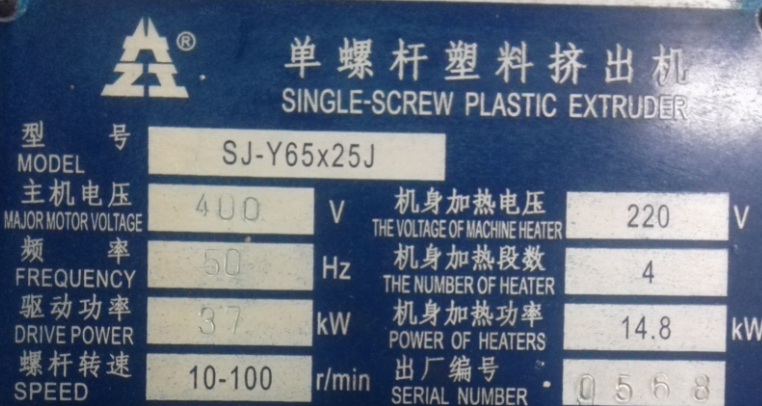 ®
单螺杆塑料挤出机
SINGLE-SCREW PLASTIC EXTRUDER
型 号
MODEL SJ-Y65x25J
主机电压
MAJOR MOTOR VOLTAGE 400 V
机身加热电压
THE VOLTAGE OF MACHINE HEATER 220 V
频 率
FREQUENCY 50 Hz
机身加热段数
THE NUMBER OF HEATER 4
驱动功率
DRIVE POWER 37 kW
机身加热功率
POWER OF HEATERS 14.8 kW
螺杆转速
SPEED 10-100 r/min
出厂编号
SERIAL NUMBER 0568